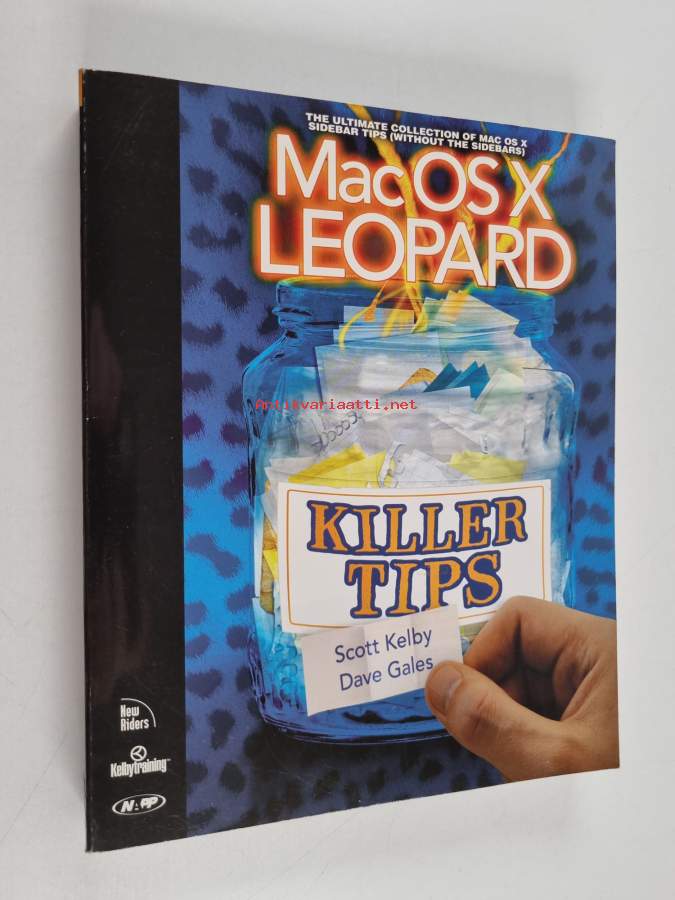 THE ULTIMATE COLLECTION OF MAC OS X
SIDEBAR TIPS (WITHOUT THE SIDEBARS)
Mac OS X
LEOPARD
Antikvariaatti.net
KILLER
TIPS
Scott Kelby
Dave Gales
New
Riders
Kelbytraining™
NAPP